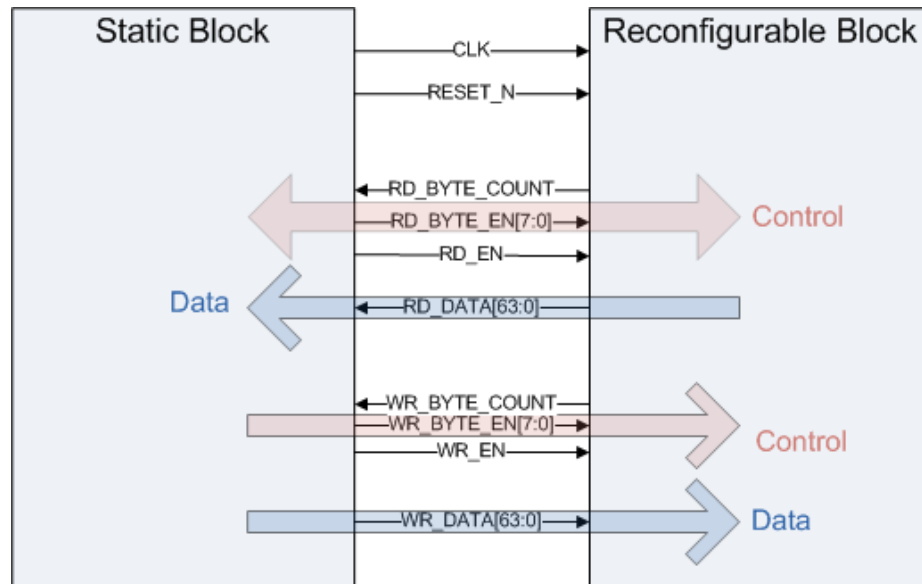 Static Block
Reconfigurable Block
CLK
RESET_N
RD_BYTE_COUNT
RD_BYTE_EN[7:0]
Control
RD_EN
Data
RD_DATA[63:0]
WR_BYTE_COUNT
WR_BYTE_EN[7:0]
Control
WR_EN
WR_DATA[63:0]
Data